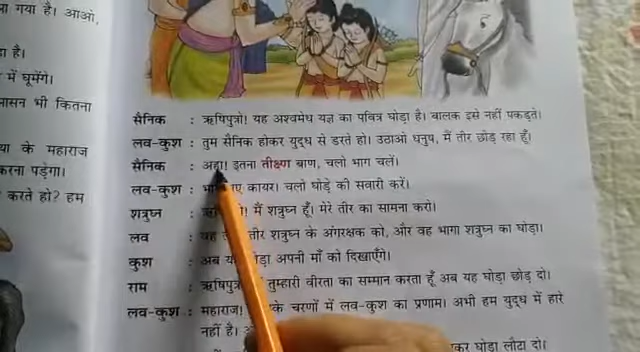 ा गया है। आओ,
ा है।
में घूमेंगे।
ासन भी कितना
या के महाराज
करना पड़ेगा।
करते हो? हम
सैनिक : ऋषिपुत्रो! यह अश्वमेध यज्ञ का पवित्र घोड़ा है। बालक इसे नहीं पकड़ते।
लव-कुश : तुम सैनिक होकर युद्ध से डरते हो। उठाओ धनुष, मैं तीर छोड़ रहा हूँ।
सैनिक : अहा! इतना तीक्ष्ण बाण, चलो भाग चलें।
लव-कुश : कायर। चलो घोड़े की सवारी करें।
शत्रुघ्न : मैं शत्रुघ्न हूँ। मेरे तीर का सामना करो।
लव : यह तीर शत्रुघ्न के अंगरक्षक को, और वह भागा शत्रुघ्न का घोड़ा।
कुश : अब अपनी माँ को दिखाएँगे।
राम : ऋषिपुत्र तुम्हारी वीरता का सम्मान करता हूँ अब यह घोड़ा छोड़ दो।
लव-कुश : महाराज! के चरणों में लव-कुश का प्रणाम। अभी हम युद्ध में हारे
नहीं है।
कर घोड़ा लौटा दो।